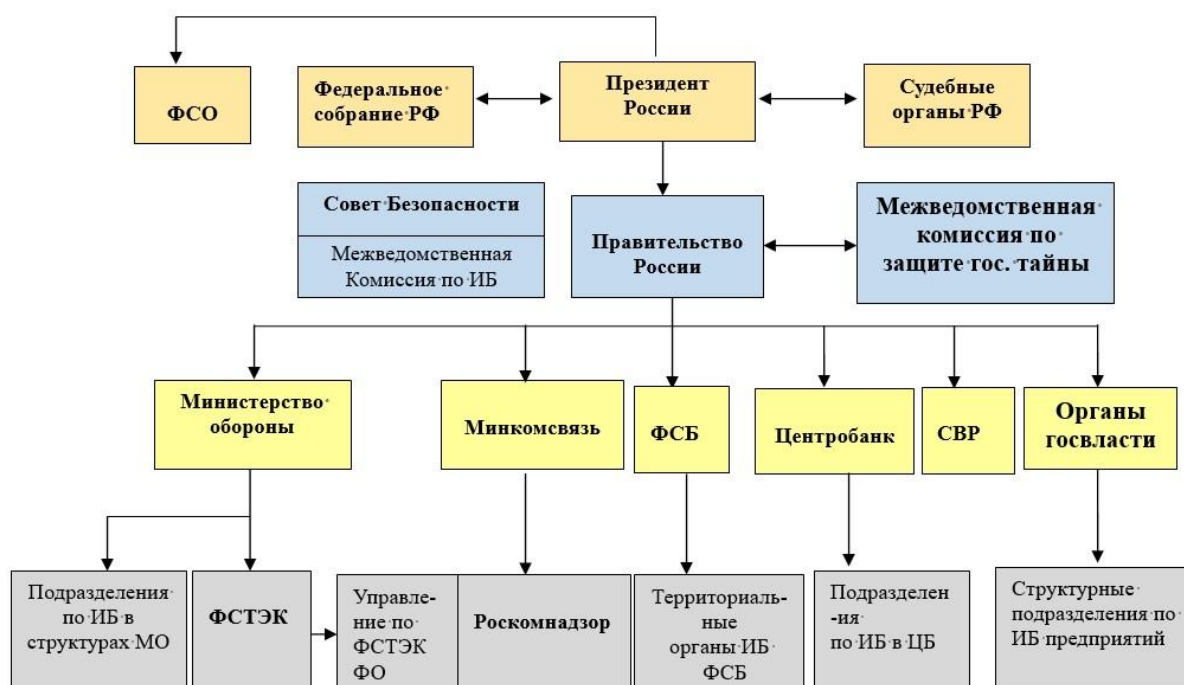 ФСО
Федеральное
собрание РФ
Президент
России
Судебные
органы РФ
Совет Безопасности
Межведомственная
Комиссия по ИБ
Правительство
России
Межведомственная
комиссия по
защите гос. тайны
Министерство
обороны
Минкомсвязь
ФСБ
Центробанк
СВР
Органы
госвласти
Подразделения
по ИБ в
структурах МО
ФСТЭК
Управле-
ние по
ФСТЭК
ФО
Роскомнадзор
Территориаль-
ные
органы ИБ
ФСБ
Подразделен
-ия
по ИБ в ЦБ
Структурные
подразделения по
ИБ предприятий